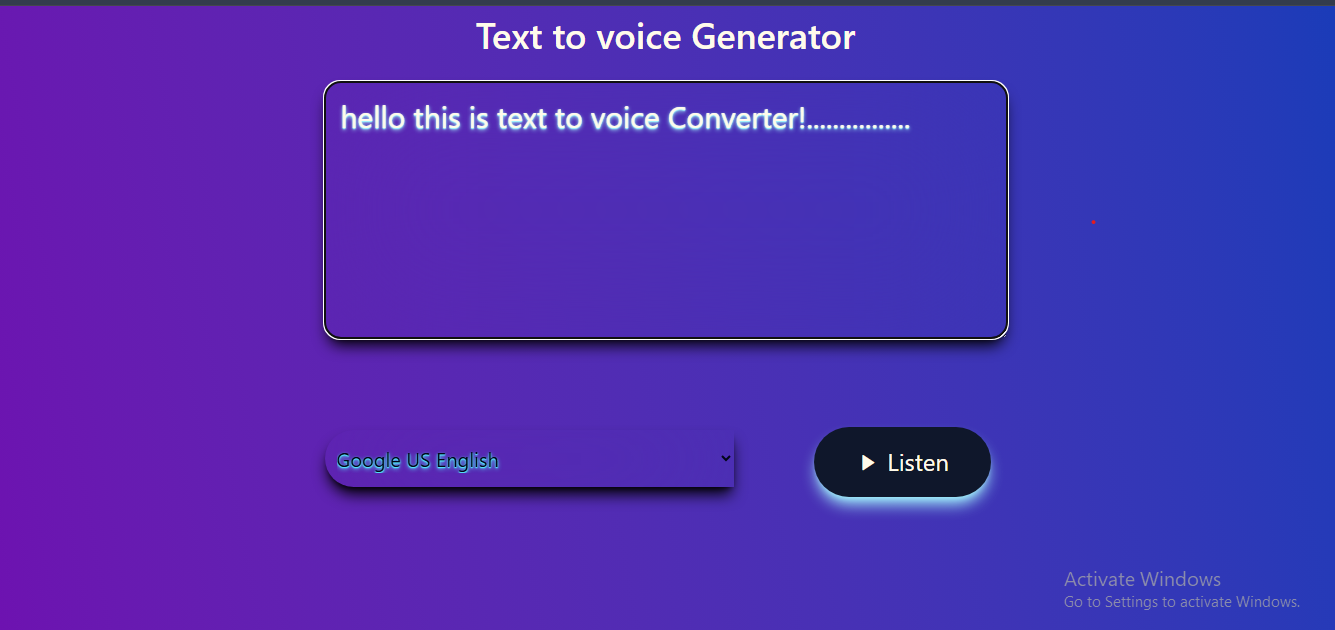 Text to voice Generator
hello this is text to voice Converter!................
Google US English
Listen
Activate Windows
Go to Settings to activate Windows.